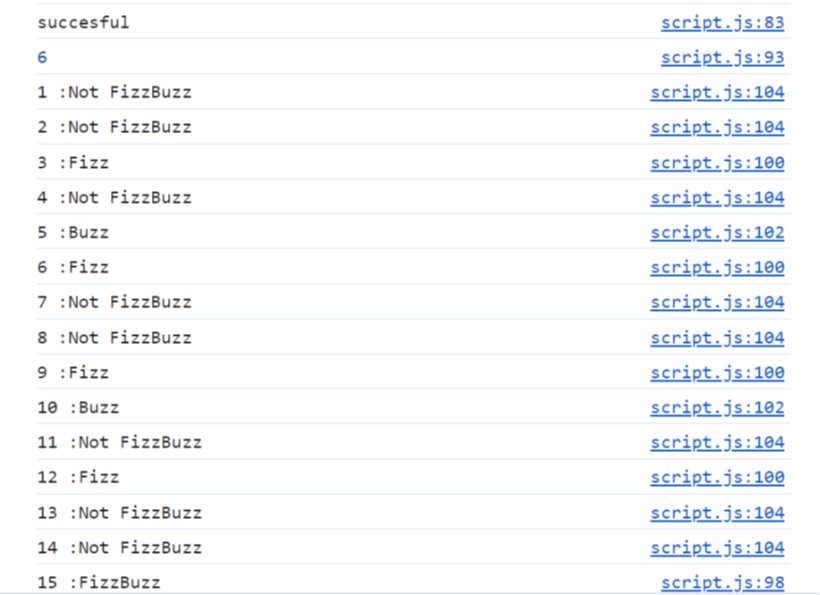 succesful script.js:83
6 script.js:93
1 :Not FizzBuzz script.js:104
2 :Not FizzBuzz script.js:104
3 :Fizz script.js:100
4 :Not FizzBuzz script.js:104
5 :Buzz script.js:102
6 :Fizz script.js:100
7 :Not FizzBuzz script.js:104
8 :Not FizzBuzz script.js:104
9 :Fizz script.js:100
10 :Buzz script.js:102
11 :Not FizzBuzz script.js:104
12 :Fizz script.js:100
13 :Not FizzBuzz script.js:104
14 :Not FizzBuzz script.js:104
15 :FizzBuzz script.js:98